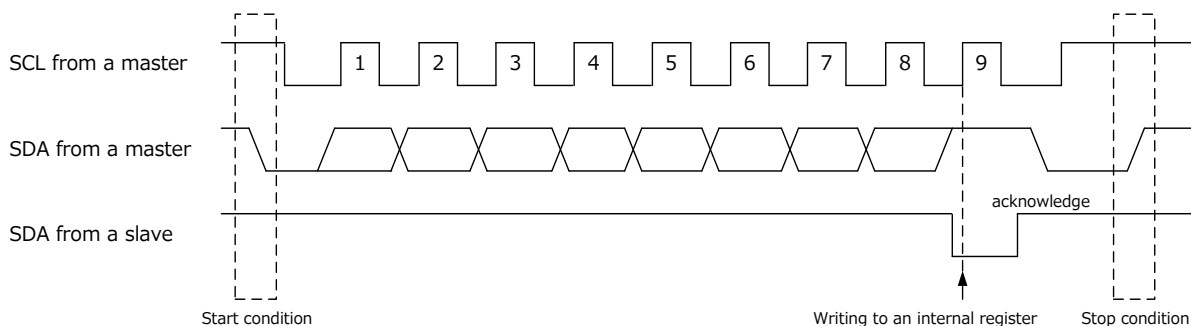 SCL from a master
1 2 3 4 5 6 7 8 9
SDA from a master
acknowledge
SDA from a slave
Start condition
Writing to an internal register
Stop condition